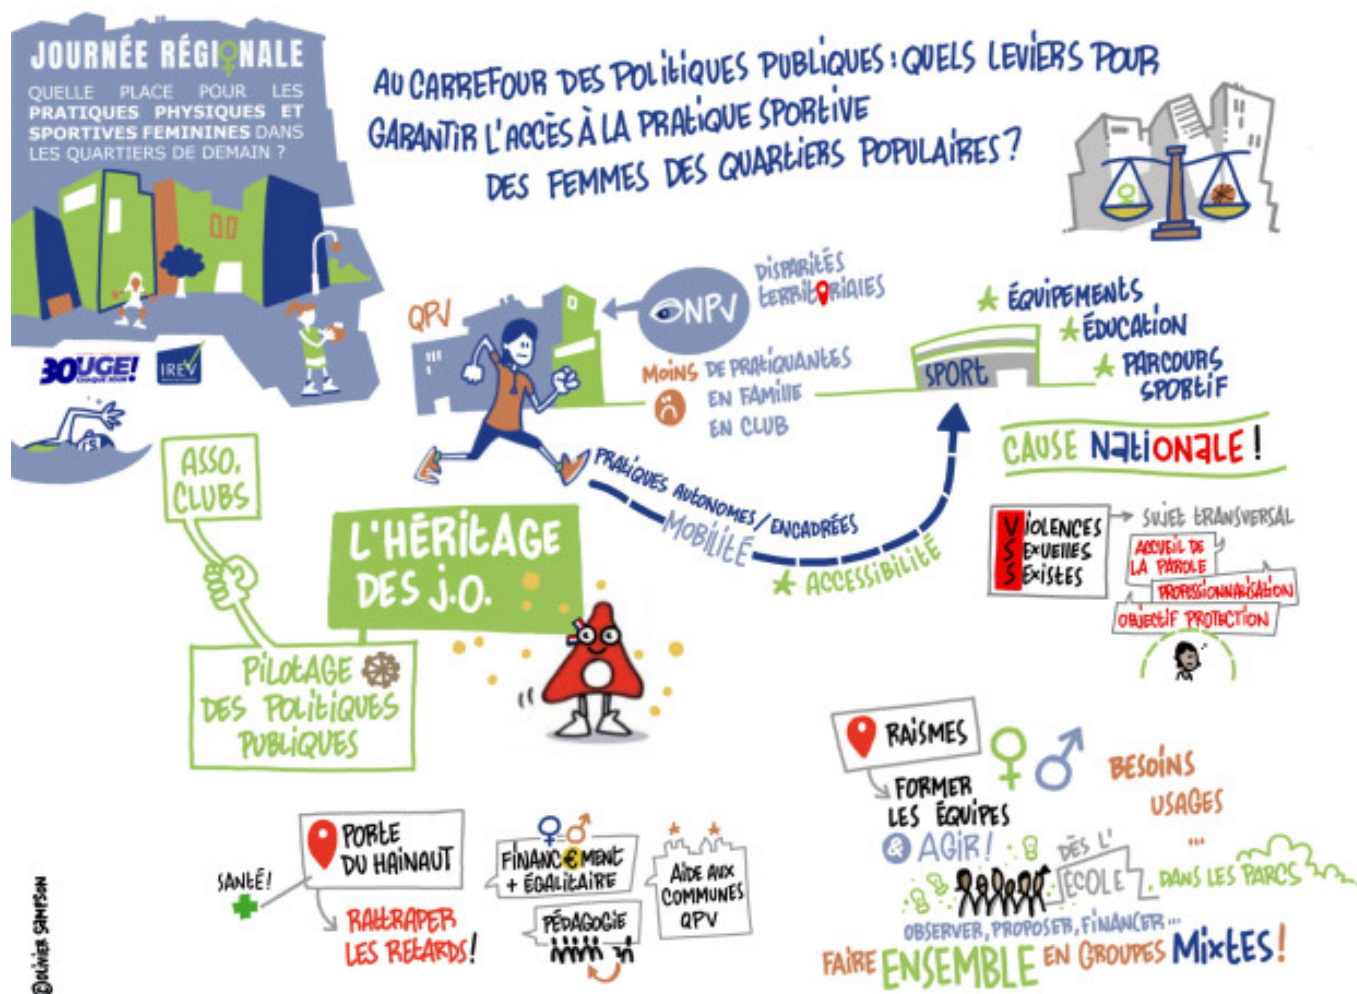 JOURNÉE RÉGIONALE
QUELLE PLACE POUR LES
PRATIQUES PHYSIQUES ET
SPORTIVES FEMININES DANS
LES QUARTIERS DE DEMAIN ?
30'BOUGE!
CHAQUE JOUR !
IREV
AU CARREFOUR DES POLITIQUES PUBLIQUES : QUELS LEVIERS POUR
GARANTIR L'ACCÈS À LA PRATIQUE SPORTIVE
DES FEMMES DES QUARTIERS POPULAIRES ?
QPV
ONPV
DISPARITÉS
TERRITORIALES
MOINS DE PRATIQUANTES
EN FAMILLE
EN CLUB
SPORT
ÉQUIPEMENTS
ÉDUCATION
PARCOURS
SPORTIF
PRATIQUES AUTONOMES / ENCADRÉES
MOBILITÉ
ACCESSIBILITÉ
CAUSE NATIONALE !
VIOLENCES
SEXUELLES
SEXISTES
SUJET TRANSVERSAL
ACCUEIL DE
LA PAROLE
PROFESSIONNALISATION
OBJECTIF PROTECTION
ASSO.
CLUBS
L'HÉRITAGE
DES J.O.
PILOTAGE
DES POLITIQUES
PUBLIQUES
SANTÉ!
PORTE
DU HAINAUT
RATTRAPER
LES RETARDS!
FINANC€MENT
+ ÉGALITAIRE
PÉDAGOGIE
AIDE AUX
COMMUNES
QPV
RAISMES
FORMER
LES ÉQUIPES
& AGIR!
BESOINS
USAGES
...
DÈS L'
ÉCOLE, DANS LES PARCS
OBSERVER, PROPOSER, FINANCER...
FAIRE ENSEMBLE EN GROUPES MIXTES!
©OLIVIER SAMPSON